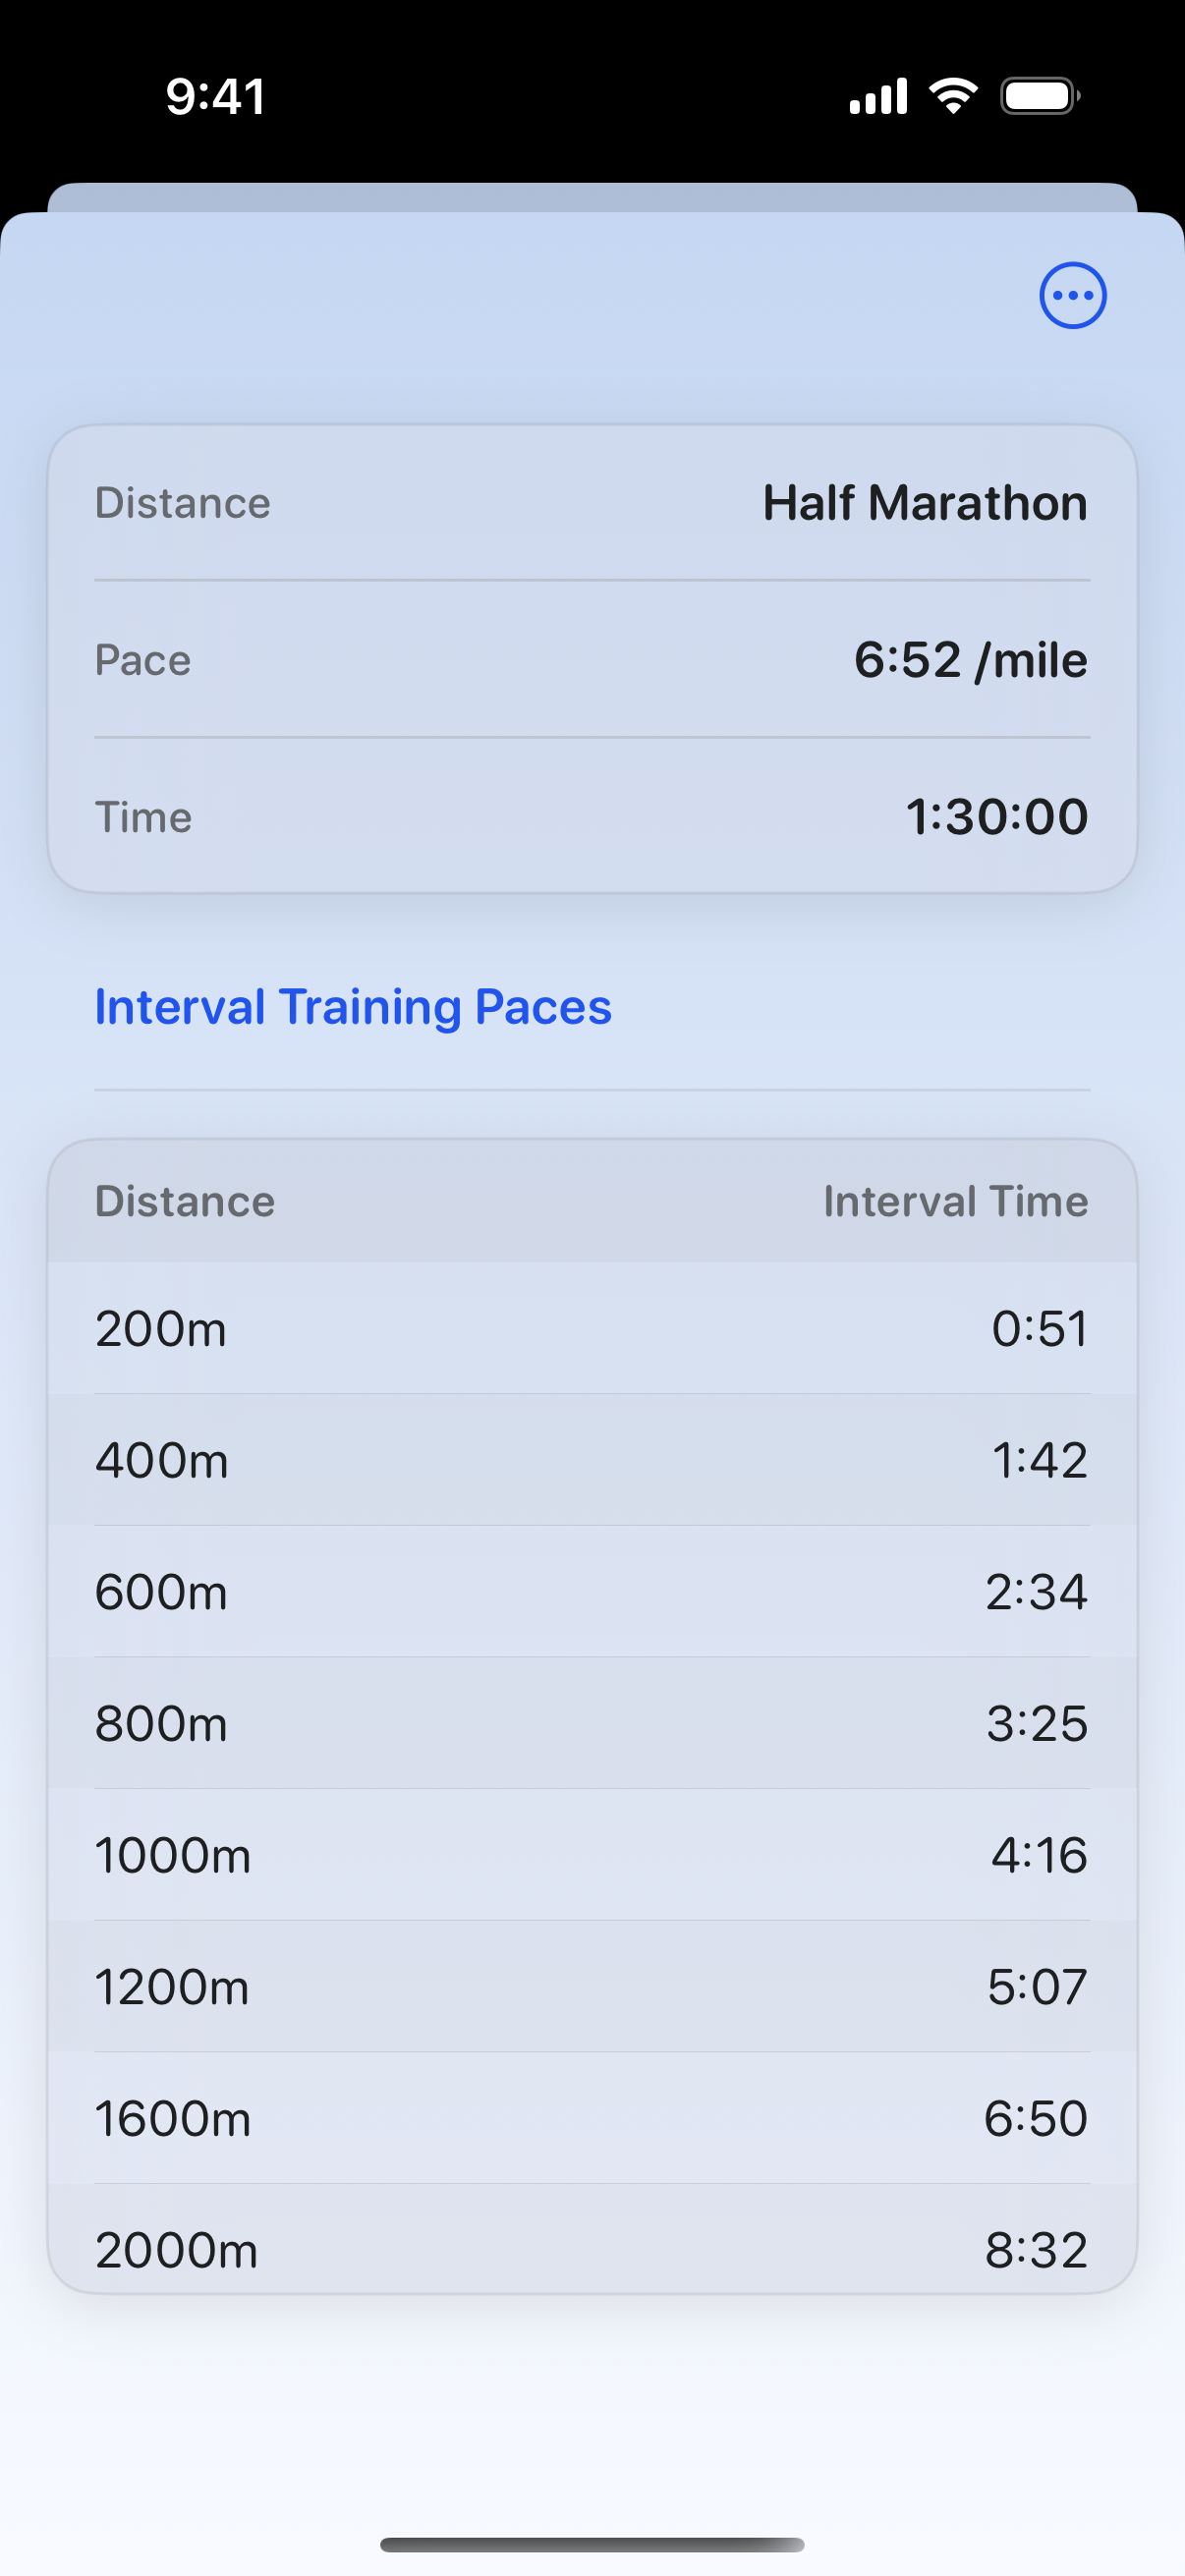 9:41
Distance Half Marathon
Pace 6:52 /mile
Time 1:30:00
Interval Training Paces
Distance Interval Time
200m 0:51
400m 1:42
600m 2:34
800m 3:25
1000m 4:16
1200m 5:07
1600m 6:50
2000m 8:32